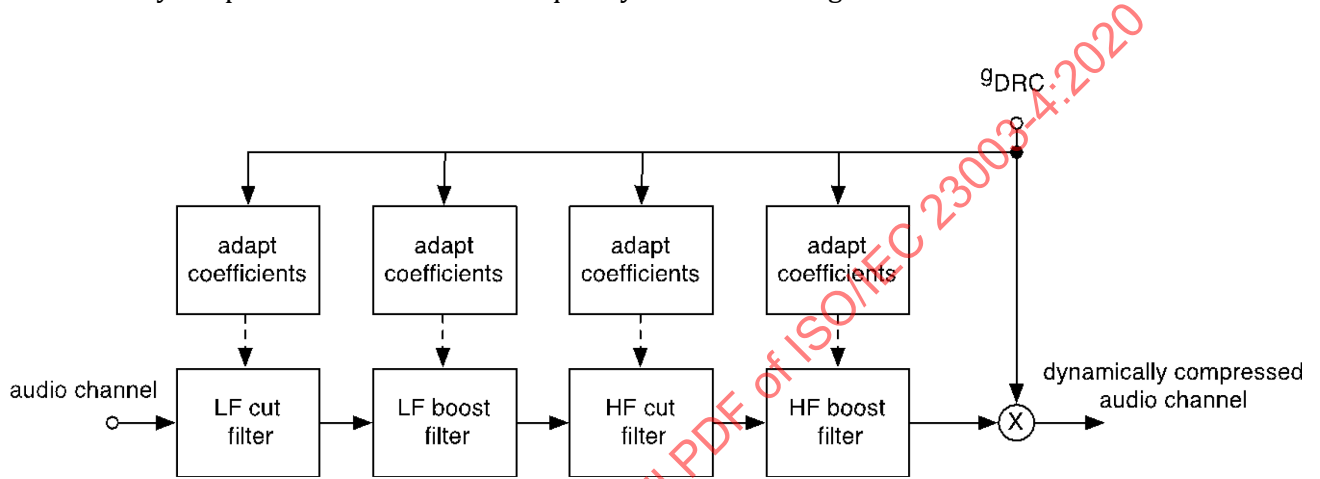 gDRC
adapt
coefficients
adapt
coefficients
adapt
coefficients
adapt
coefficients
audio channel
LF cut
filter
LF boost
filter
HF cut
filter
HF boost
filter
X
dynamically compressed
audio channel
PDF of ISO/IEC 23003-4:2020